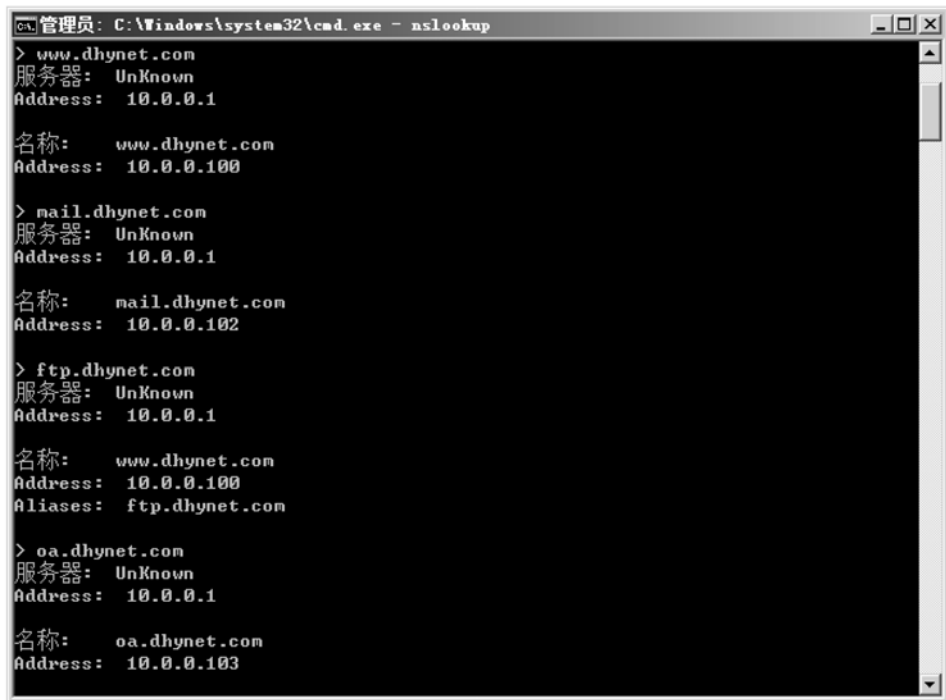 管理员: C:\Windows\system32\cmd.exe - nslookup
> www.dhynet.com
服务器:  UnKnown
Address:  10.0.0.1

名称:    www.dhynet.com
Address:  10.0.0.100

> mail.dhynet.com
服务器:  UnKnown
Address:  10.0.0.1

名称:    mail.dhynet.com
Address:  10.0.0.102

> ftp.dhynet.com
服务器:  UnKnown
Address:  10.0.0.1

名称:    www.dhynet.com
Address:  10.0.0.100
Aliases:  ftp.dhynet.com

> oa.dhynet.com
服务器:  UnKnown
Address:  10.0.0.1

名称:    oa.dhynet.com
Address:  10.0.0.103